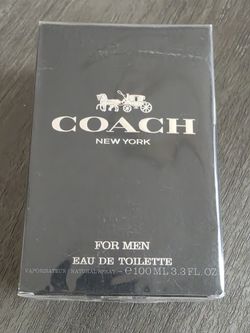 COACH
NEW YORK
FOR MEN
EAU DE TOILETTE
VAPORISATEUR / NATURAL SPRAY – ℮ 100 ML 3.3 FL.OZ